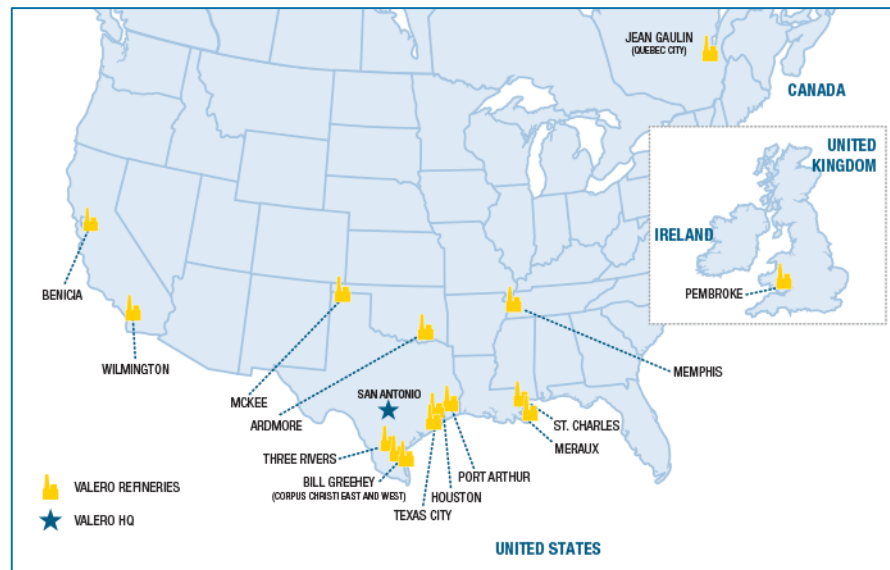 JEAN GAULIN
(QUEBEC CITY)
CANADA
UNITED
KINGDOM
IRELAND
PEMBROKE
BENICIA
WILMINGTON
MCKEE
ARDMORE
MEMPHIS
SAN ANTONIO
ST. CHARLES
MERAUX
THREE RIVERS
PORT ARTHUR
BILL GREEHEY
(CORPUS CHRISTI EAST AND WEST)
HOUSTON
TEXAS CITY
VALERO REFINERIES
VALERO HQ
UNITED STATES